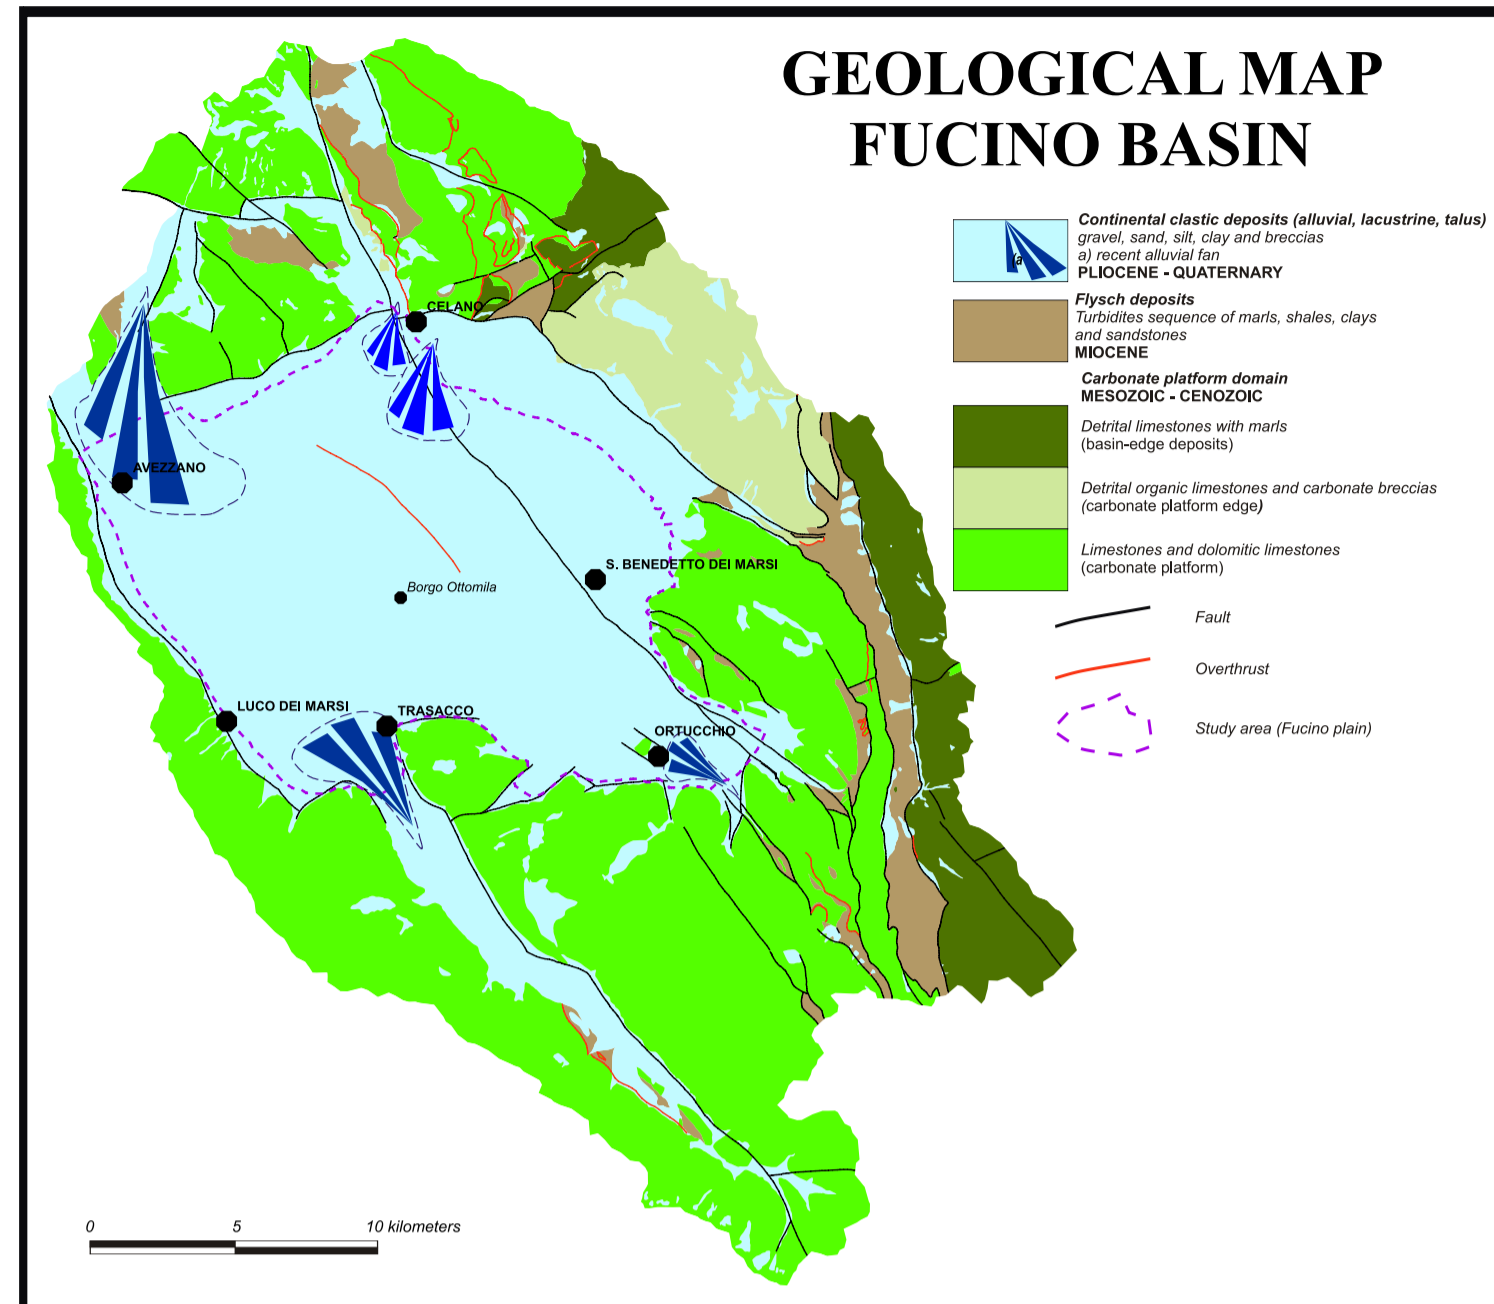 GEOLOGICAL MAP
FUCINO BASIN
Continental clastic deposits (alluvial, lacustrine, talus)
gravel, sand, silt, clay and breccias
a) recent alluvial fan
PLIOCENE - QUATERNARY
(a
Flysch deposits
Turbidites sequence of marls, shales, clays
and sandstones
MIOCENE
Carbonate platform domain
MESOZOIC - CENOZOIC
Detrital limestones with marls
(basin-edge deposits)
Detrital organic limestones and carbonate breccias
(carbonate platform edge)
Limestones and dolomitic limestones
(carbonate platform)
Fault
Overthrust
Study area (Fucino plain)
CELANO
AVEZZANO
S. BENEDETTO DEI MARSI
Borgo Ottomila
LUCO DEI MARSI
TRASACCO
ORTUCCHIO
0 5 10 kilometers